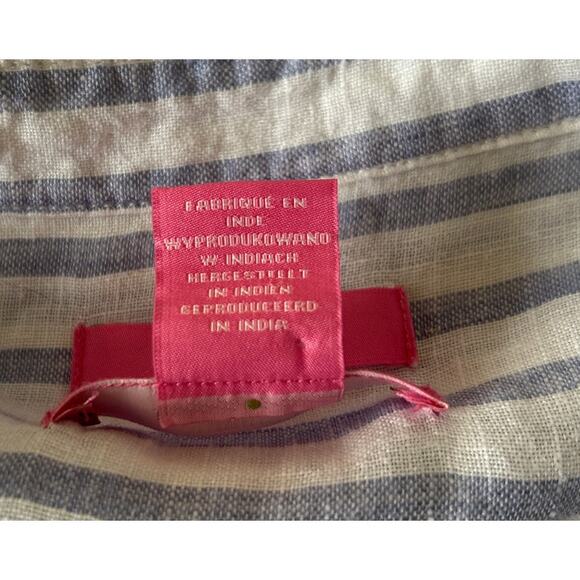 FABRIQUÉ EN
INDE
WYPRODUKOWANO
W INDIACH
HERGESTELLT
IN INDIEN
GEPRODUCEERD
IN INDIA